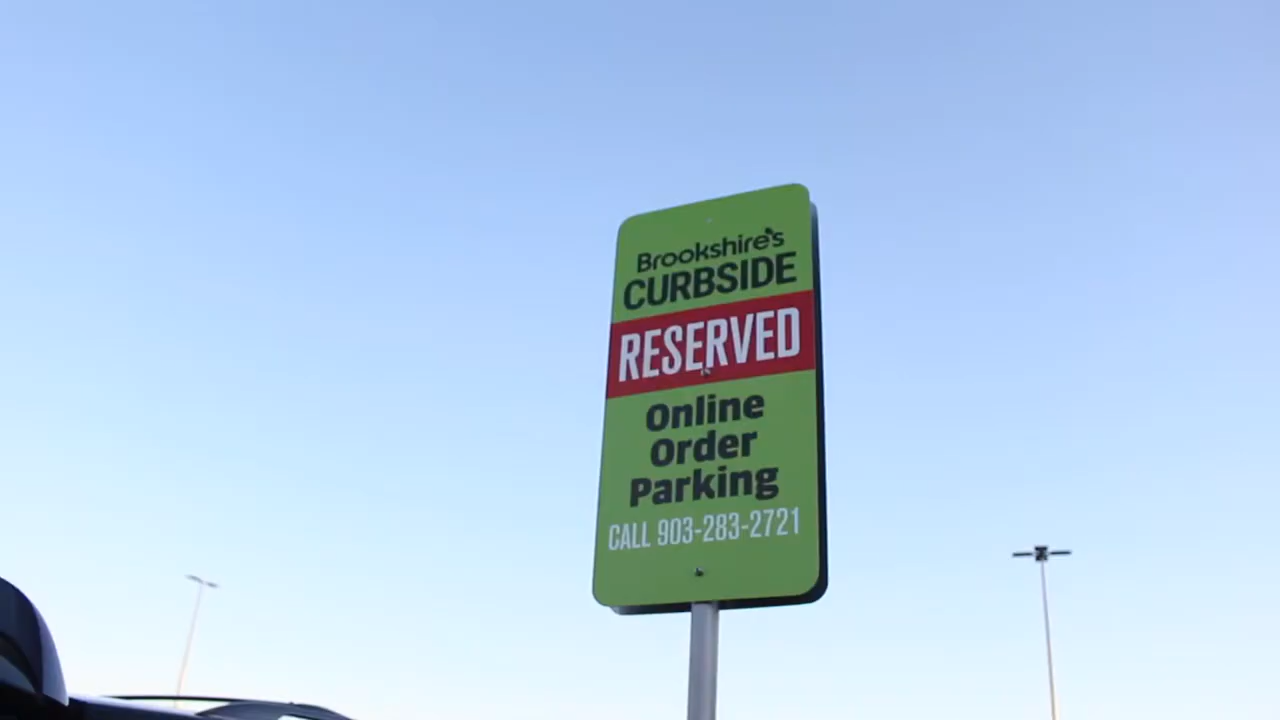 Brookshire's
CURBSIDE
RESERVED
Online
Order
Parking
CALL 903-283-2721